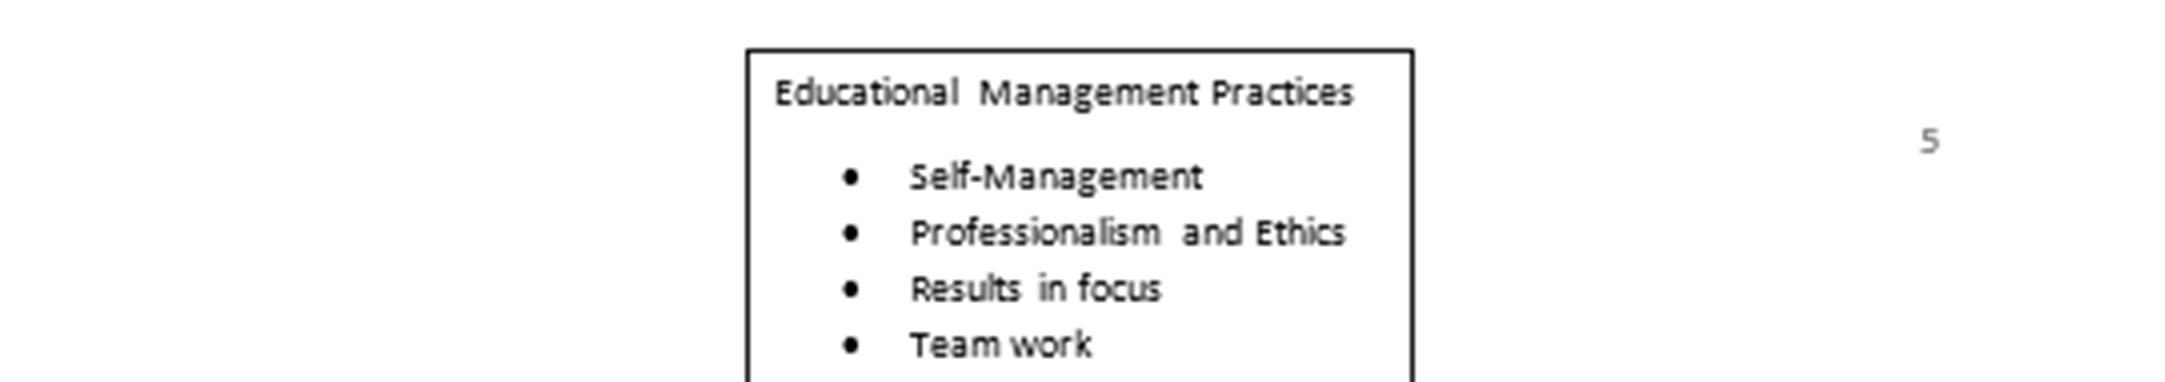 Educational Management Practices
5
• Self-Management
• Professionalism and Ethics
• Results in focus
• Team work